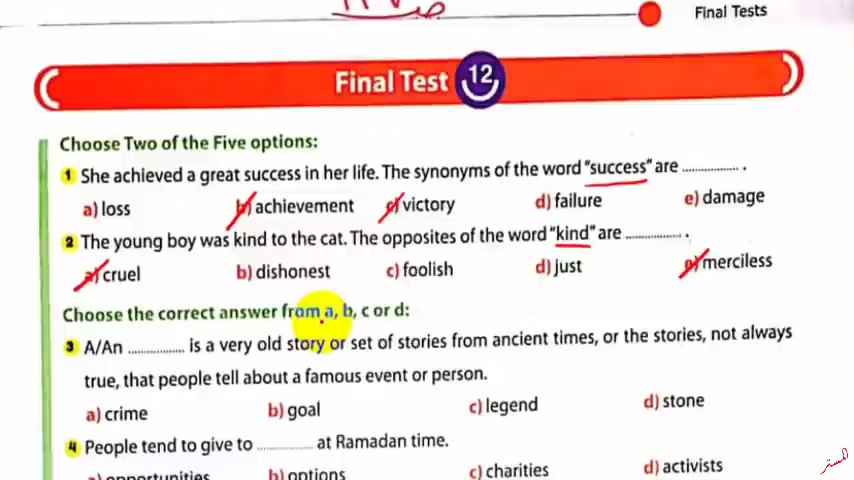 Final Tests
Final Test 12
Choose Two of the Five options:
1 She achieved a great success in her life. The synonyms of the word "success" are .................. .
a) loss b) achievement c) victory d) failure e) damage
2 The young boy was kind to the cat. The opposites of the word "kind" are ................ .
a) cruel b) dishonest c) foolish d) just e) merciless
Choose the correct answer from a, b, c or d:
3 A/An ............... is a very old story or set of stories from ancient times, or the stories, not always
true, that people tell about a famous event or person.
a) crime b) goal c) legend d) stone
4 People tend to give to ............... at Ramadan time.
a) opportunities b) options c) charities d) activists